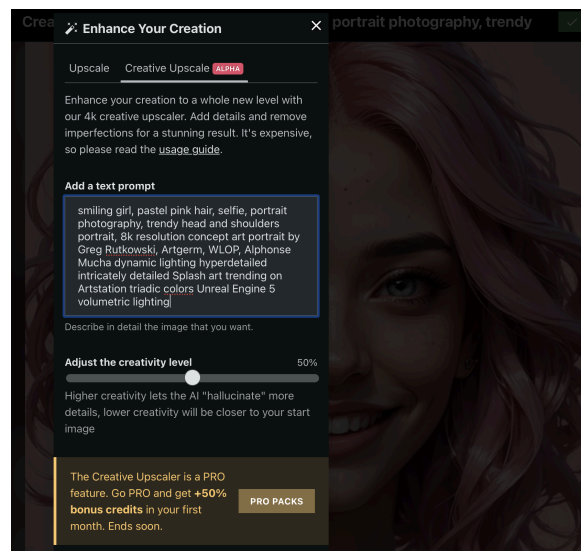 Crea
portrait photography, trendy
Enhance Your Creation
Upscale Creative Upscale ALPHA
Enhance your creation to a whole new level with
our 4k creative upscaler. Add details and remove
imperfections for a stunning result. It's expensive,
so please read the usage guide.
Add a text prompt
smiling girl, pastel pink hair, selfie, portrait
photography, trendy head and shoulders
portrait, 8k resolution concept art portrait by
Greg Rutkowski, Artgerm, WLOP, Alphonse
Mucha dynamic lighting hyperdetailed
intricately detailed Splash art trending on
Artstation triadic colors Unreal Engine 5
volumetric lighting
Describe in detail the image that you want.
Adjust the creativity level 50%
Higher creativity lets the AI "hallucinate" more
details, lower creativity will be closer to your start
image
The Creative Upscaler is a PRO
feature. Go PRO and get +50%
bonus credits in your first
month. Ends soon.
PRO PACKS